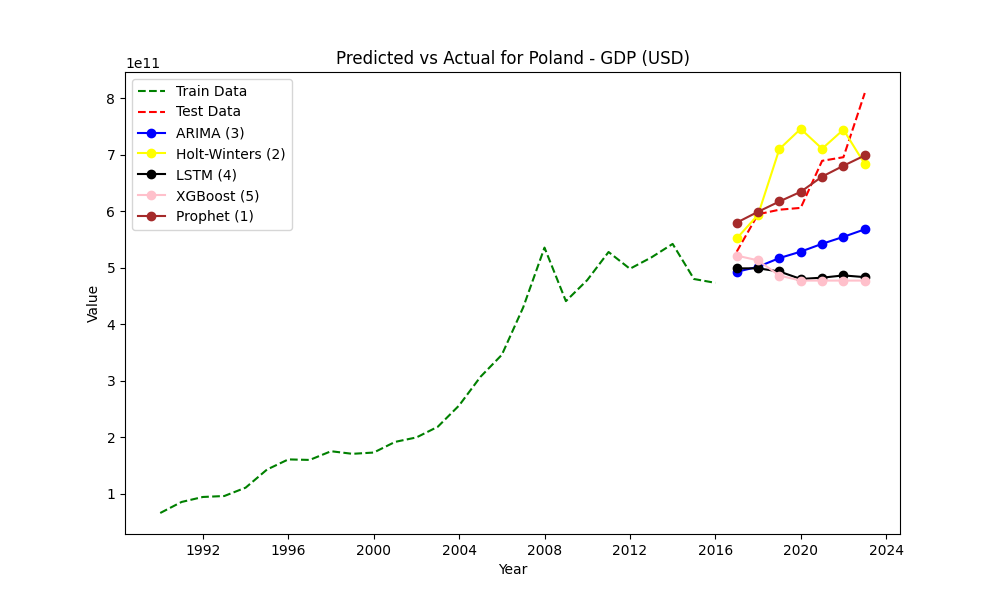 Predicted vs Actual for Poland - GDP (USD)
1e11
Train Data
Test Data
ARIMA (3)
Holt-Winters (2)
LSTM (4)
XGBoost (5)
Prophet (1)
8
7
6
5
4
3
2
1
Value
1992 1996 2000 2004 2008 2012 2016 2020 2024
Year